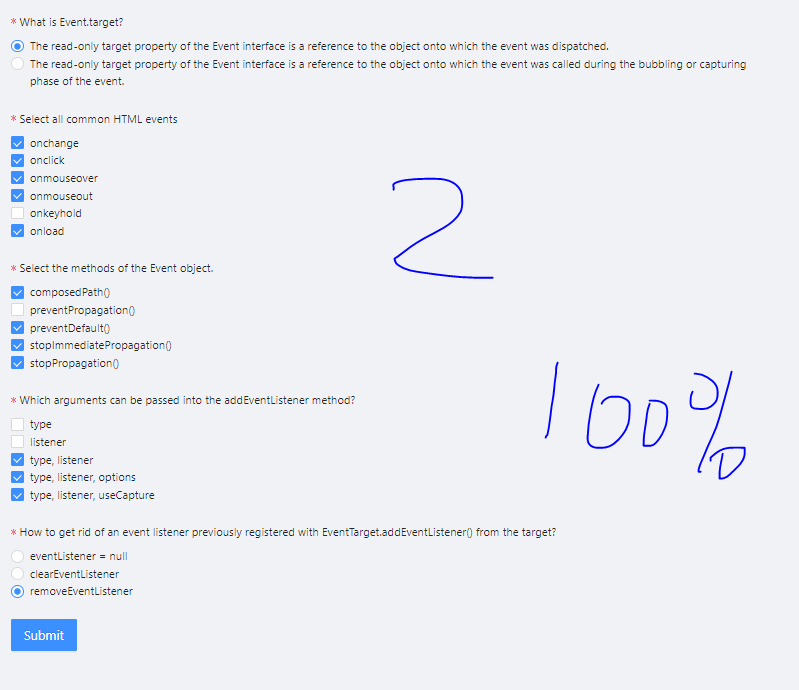 * What is Event.target?
The read-only target property of the Event interface is a reference to the object onto which the event was dispatched.
The read-only target property of the Event interface is a reference to the object onto which the event was called during the bubbling or capturing
phase of the event.
* Select all common HTML events
onchange
onclick
onmouseover
onmouseout
onkeyhold
onload
2
* Select the methods of the Event object.
composedPath()
preventPropagation()
preventDefault()
stopImmediatePropagation()
stopPropagation()
100%
* Which arguments can be passed into the addEventListener method?
type
listener
type, listener
type, listener, options
type, listener, useCapture
* How to get rid of an event listener previously registered with EventTarget.addEventListener() from the target?
eventListener = null
clearEventListener
removeEventListener
Submit